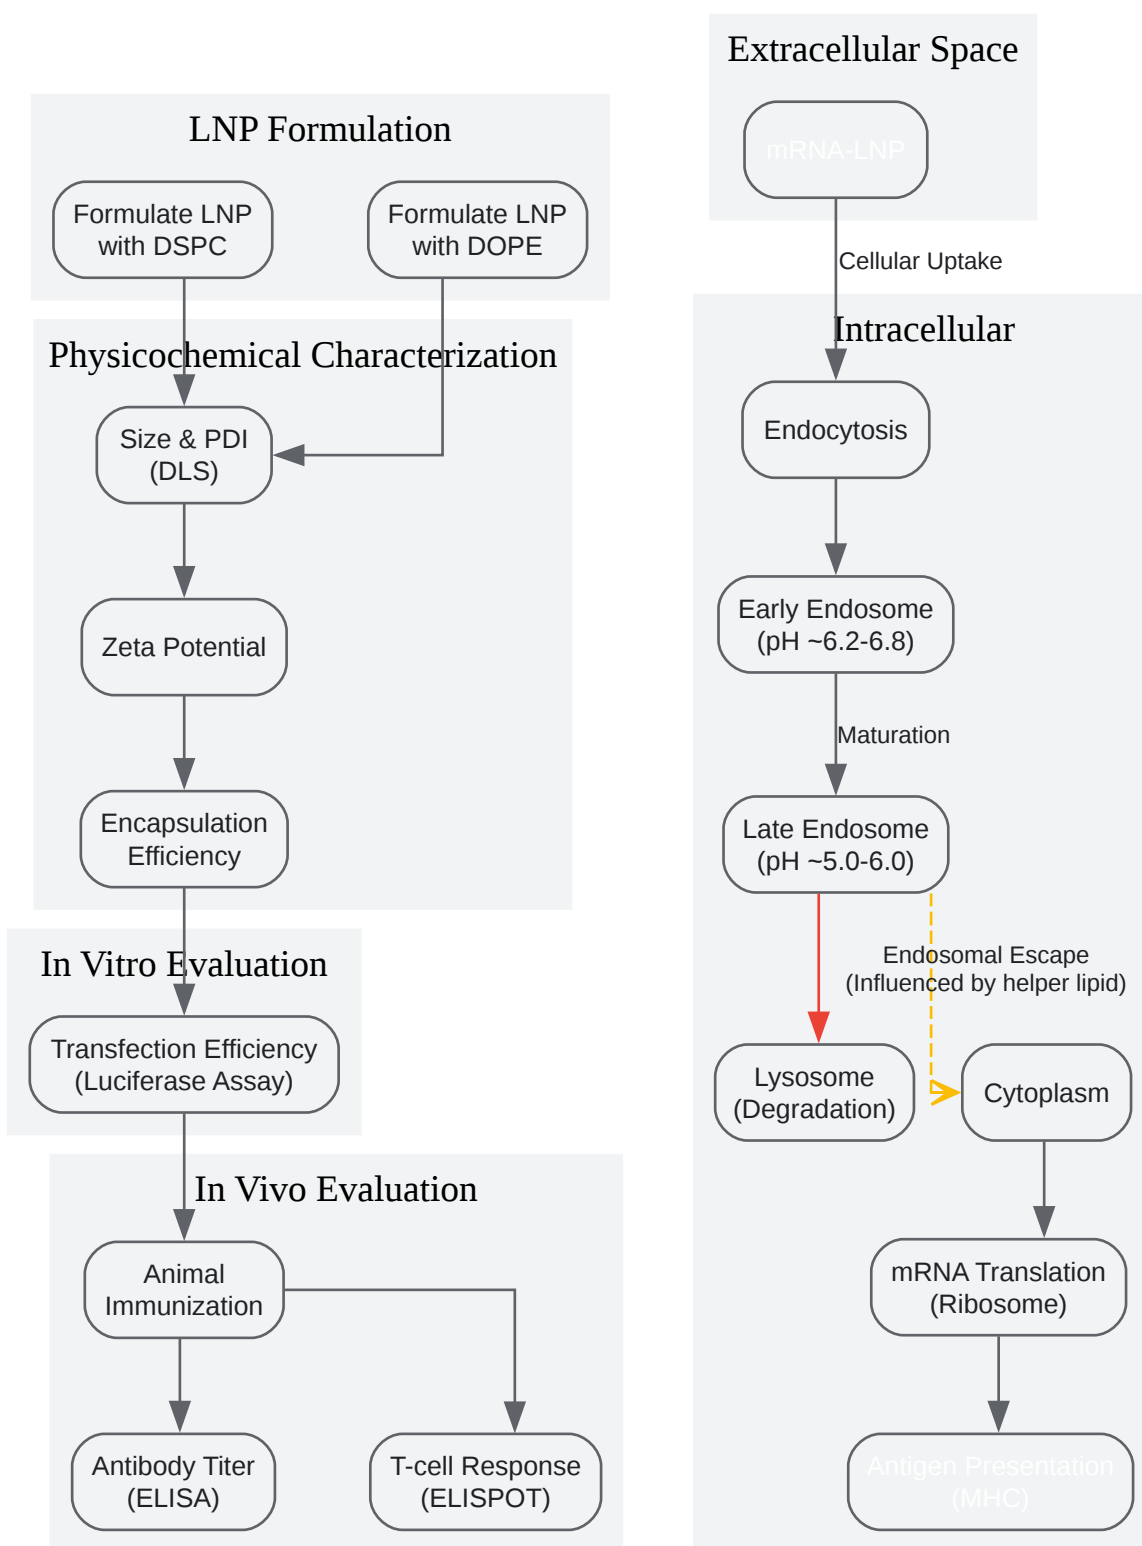 LNP Formulation
Formulate LNP
with DSPC
Formulate LNP
with DOPE
Physicochemical Characterization
Size & PDI
(DLS)
Zeta Potential
Encapsulation
Efficiency
In Vitro Evaluation
Transfection Efficiency
(Luciferase Assay)
In Vivo Evaluation
Animal
Immunization
Antibody Titer
(ELISA)
T-cell Response
(ELISPOT)
Extracellular Space
mRNA-LNP
Cellular Uptake
Intracellular
Endocytosis
Early Endosome
(pH ~6.2-6.8)
Maturation
Late Endosome
(pH ~5.0-6.0)
Endosomal Escape
(Influenced by helper lipid)
Lysosome
(Degradation)
Cytoplasm
mRNA Translation
(Ribosome)
Antigen Presentation
(MHC)